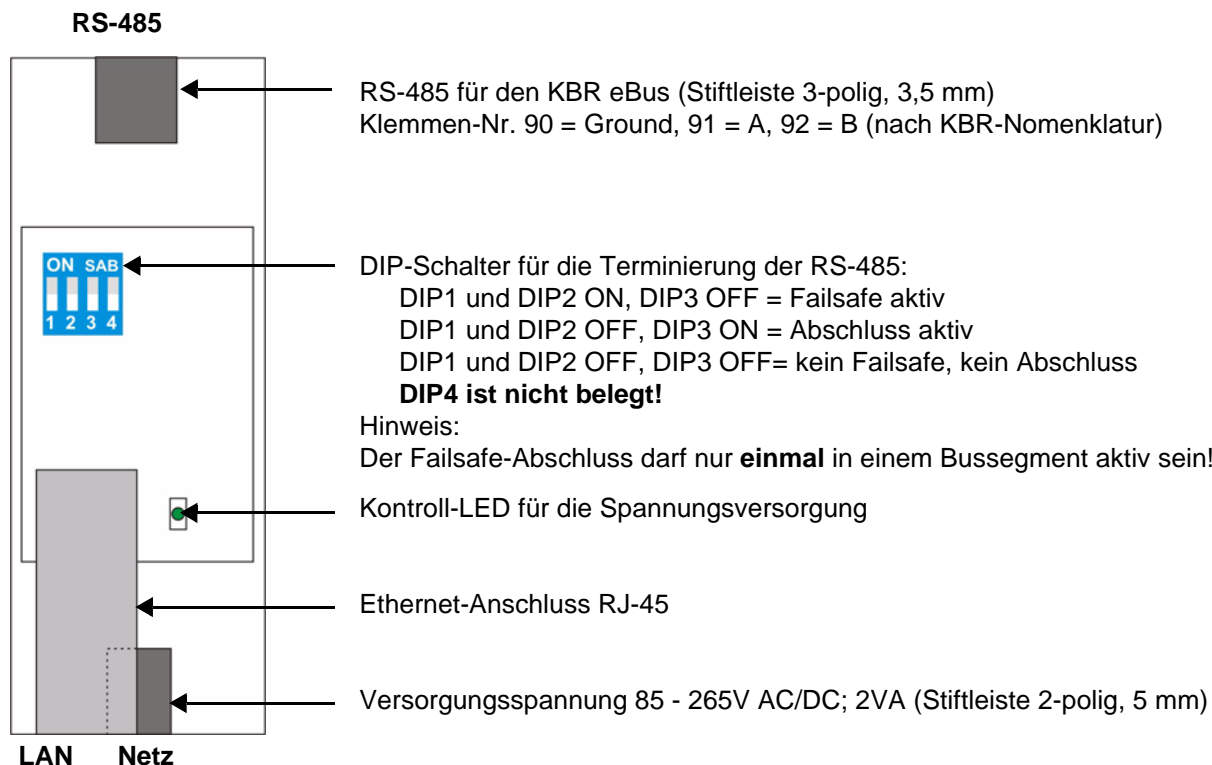 RS-485
RS-485 für den KBR eBus (Stiftleiste 3-polig, 3,5 mm)
Klemmen-Nr. 90 = Ground, 91 = A, 92 = B (nach KBR-Nomenklatur)
ON SAB
1 2 3 4
DIP-Schalter für die Terminierung der RS-485:
DIP1 und DIP2 ON, DIP3 OFF = Failsafe aktiv
DIP1 und DIP2 OFF, DIP3 ON = Abschluss aktiv
DIP1 und DIP2 OFF, DIP3 OFF= kein Failsafe, kein Abschluss
DIP4 ist nicht belegt!
Hinweis:
Der Failsafe-Abschluss darf nur einmal in einem Bussegment aktiv sein!
Kontroll-LED für die Spannungsversorgung
Ethernet-Anschluss RJ-45
Versorgungsspannung 85 - 265V AC/DC; 2VA (Stiftleiste 2-polig, 5 mm)
LAN Netz